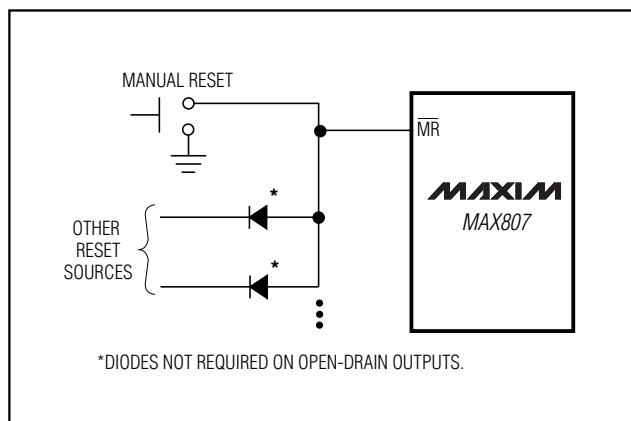 MANUAL RESET
MR
MAXIM
MAX807
*
OTHER
RESET
SOURCES
*
*DIODES NOT REQUIRED ON OPEN-DRAIN OUTPUTS.